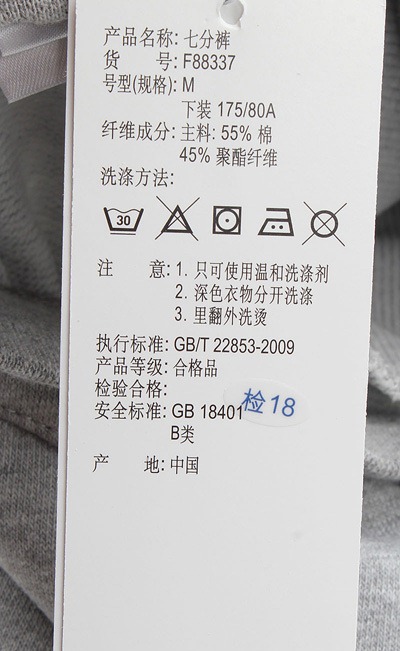 产品名称: 七分裤
货 号: F88337
号型(规格): M
下装 175/80A
纤维成分: 主料: 55% 棉
45% 聚酯纤维
洗涤方法:
30
注 意: 1. 只可使用温和洗涤剂
2. 深色衣物分开洗涤
3. 里翻外洗烫
执行标准: GB/T 22853-2009
产品等级: 合格品
检验合格:
检18
安全标准: GB 18401
B类
产 地: 中国